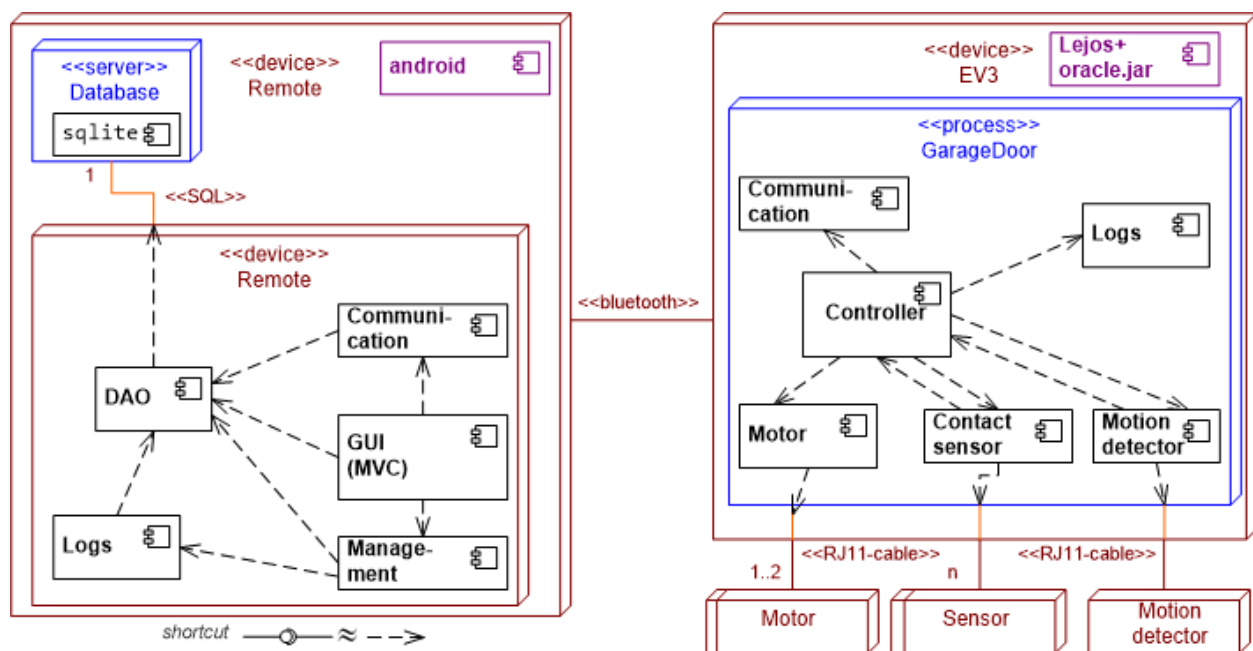 <<server>>
Database
sqlite
<<device>>
Remote
android
1
<<SQL>>
<<device>>
Remote
Communi-
cation
DAO
GUI
(MVC)
Logs
Manage-
ment
shortcut
≈
<<bluetooth>>
<<device>>
EV3
Lejos+
oracle.jar
<<process>>
GarageDoor
Communi-
cation
Logs
Controller
Motor
Contact
sensor
Motion
detector
<<RJ11-cable>>
<<RJ11-cable>>
1..2
n
Motor
Sensor
Motion
detector